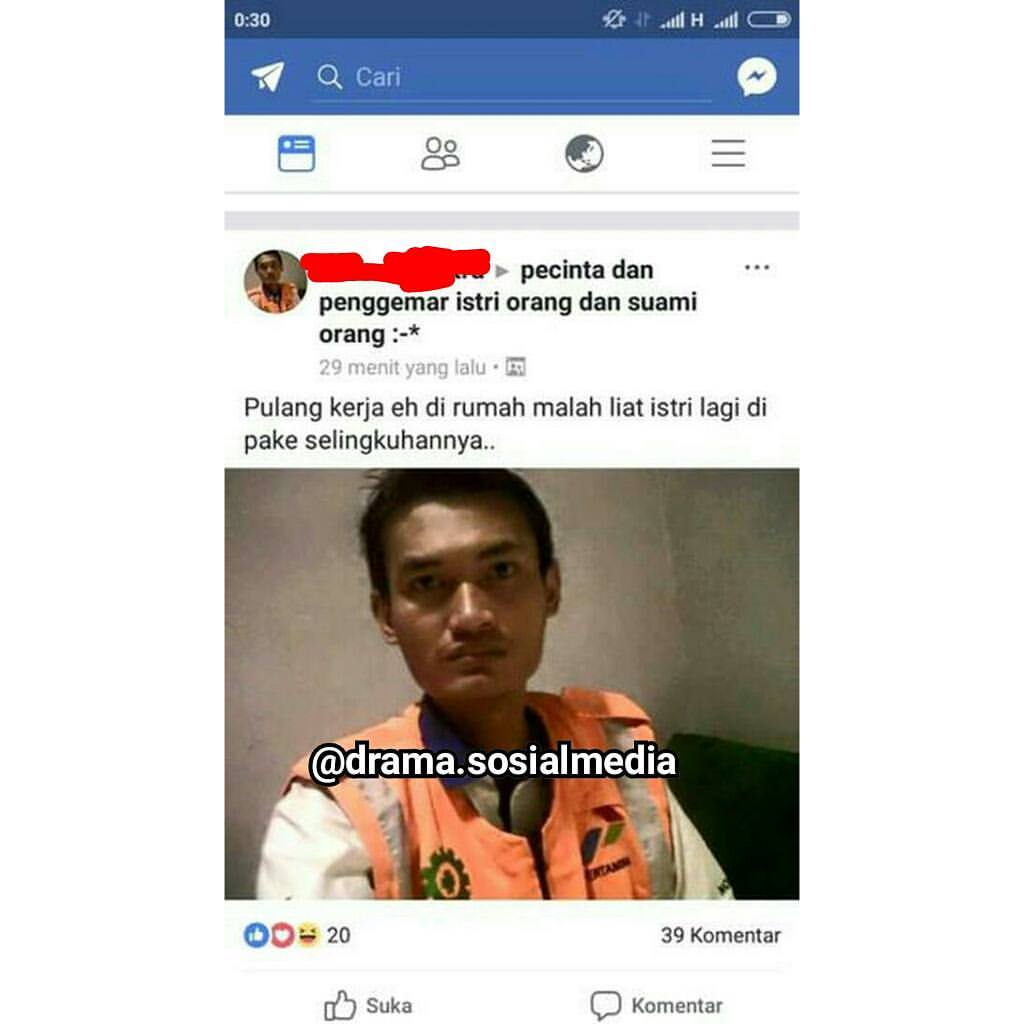 0:30
H
Cari
pecinta dan
penggemar istri orang dan suami
orang :-*
29 menit yang lalu •
Pulang kerja eh di rumah malah liat istri lagi di
pake selingkuhannya..
@drama.sosialmedia
PERTAMINA
20
39 Komentar
Suka
Komentar